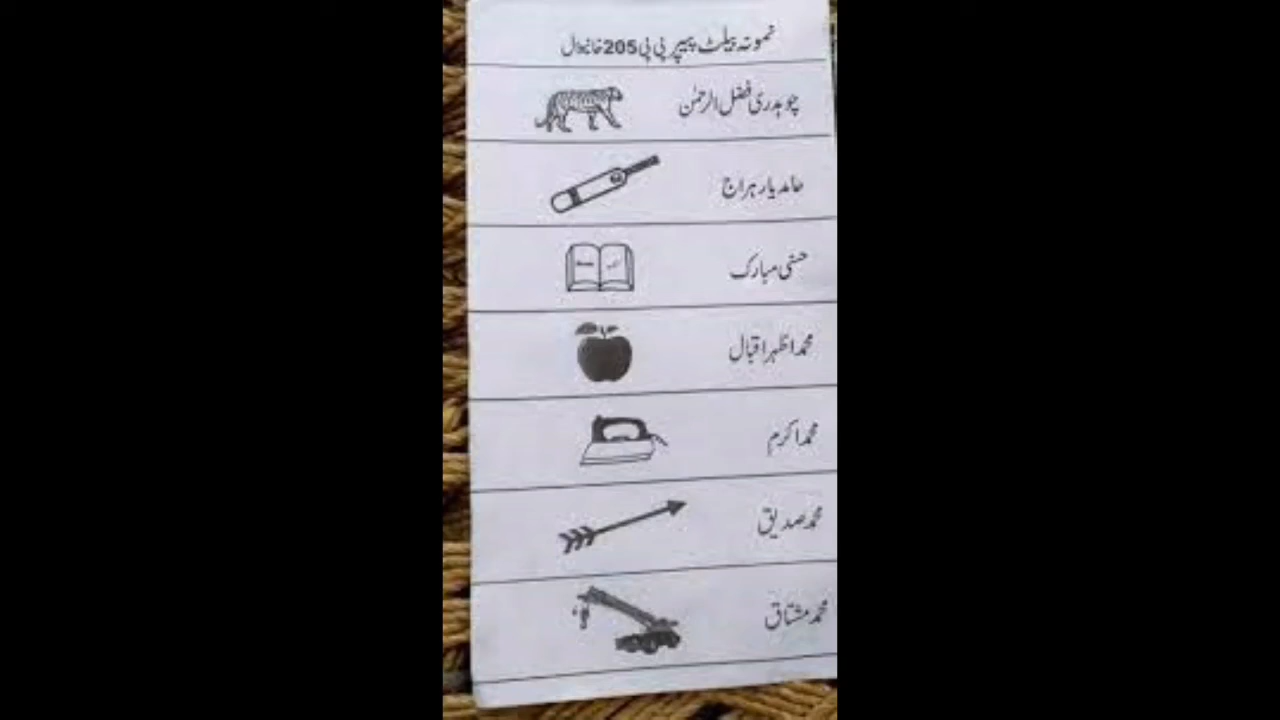 نمونہ بیلٹ پیپر پی پی 205 خانیوال
چوہدری فضل الرحمٰن
حامد یار ہراج
حسنی مبارک
محمد اظہر اقبال
محمد اکرم
محمد صدیق
محمد مشتاق